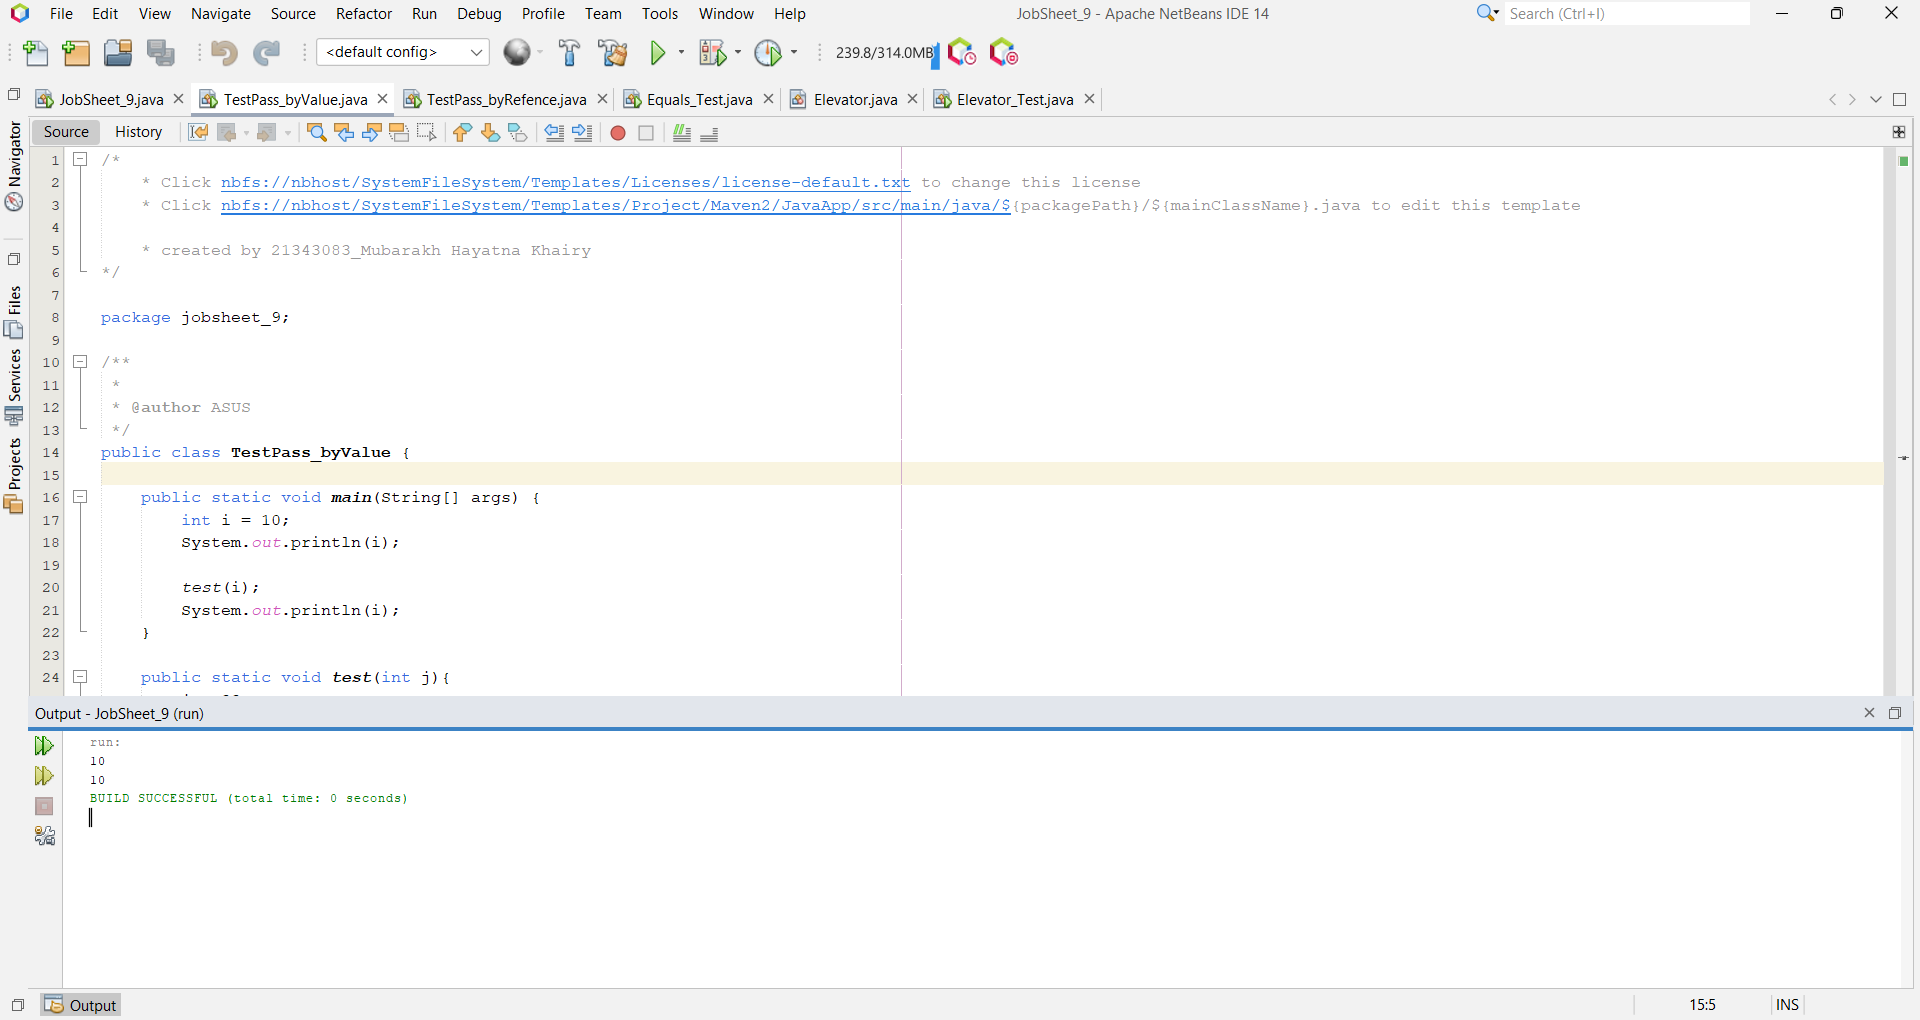 File Edit View Navigate Source Refactor Run Debug Profile Team Tools Window Help
JobSheet_9 - Apache NetBeans IDE 14
Search (Ctrl+I)
<default config>
239.8/314.0MB
JobSheet_9.java
TestPass_byValue.java
TestPass_byRefence.java
Equals_Test.java
Elevator.java
Elevator_Test.java
Source
History
Navigator
Files
Services
Projects
1 /*
2 * Click nbfs://nbhost/SystemFileSystem/Templates/Licenses/license-default.txt to change this license
3 * Click nbfs://nbhost/SystemFileSystem/Templates/Project/Maven2/JavaApp/src/main/java/${packagePath}/${mainClassName}.java to edit this template
4
5 * created by 21343083_Mubarakh Hayatna Khairy
6 */
7
8 package jobsheet_9;
9
10 /**
11 *
12 * @author ASUS
13 */
14 public class TestPass_byValue {
15
16 public static void main(String[] args) {
17 int i = 10;
18 System.out.println(i);
19
20 test(i);
21 System.out.println(i);
22 }
23
24 public static void test(int j){
Output - JobSheet_9 (run)
run:
10
10
BUILD SUCCESSFUL (total time: 0 seconds)
Output
15:5
INS